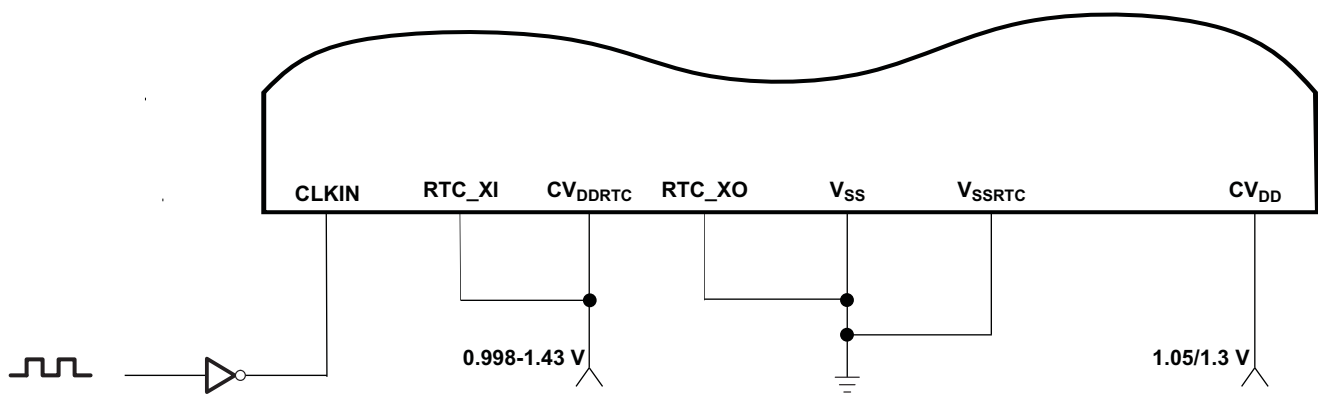 CLKIN
RTC_XI
CVDDRTC
RTC_XO
VSS
VSSRTC
CVDD
0.998-1.43 V
1.05/1.3 V